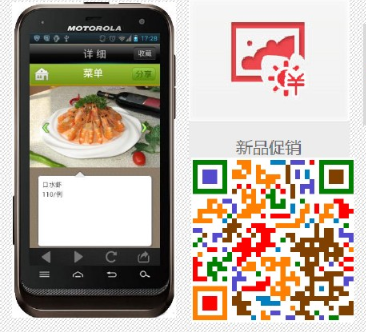 MOTOROLA
17:28
详 细
收藏
菜单
分享
口水虾
110/例
¥
新品促销